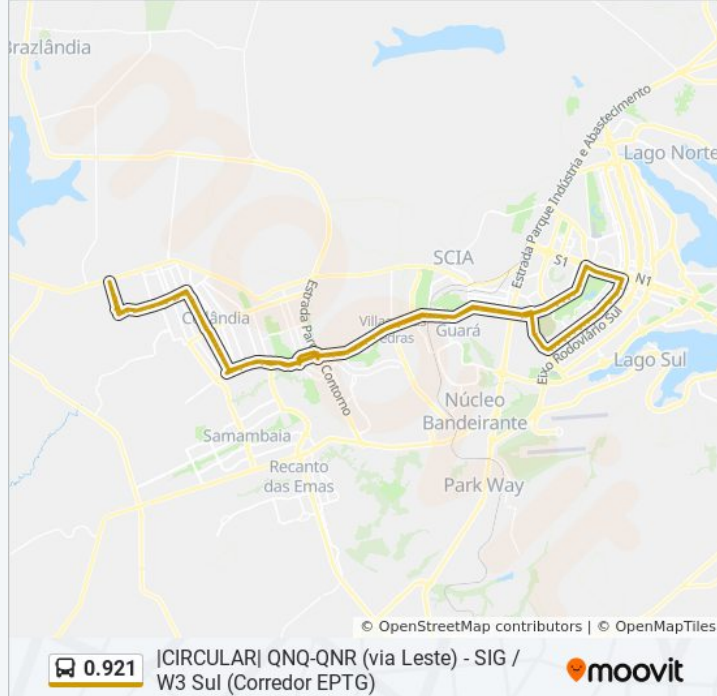 Brazlândia
Lago Norte
Estrada Parque Indústria e Abastecimento
SCIA
S1
N1
Estrada Par
Contorno
Guará
Eixo Rodoviário Sul
Lago Sul
Núcleo
Bandeirante
Samambaia
Recanto
das Emas
Park Way
© OpenStreetMap contributors | © OpenMapTiles
0.921
|CIRCULAR| QNQ-QNR (via Leste) - SIG /
W3 Sul (Corredor EPTG)
moovit